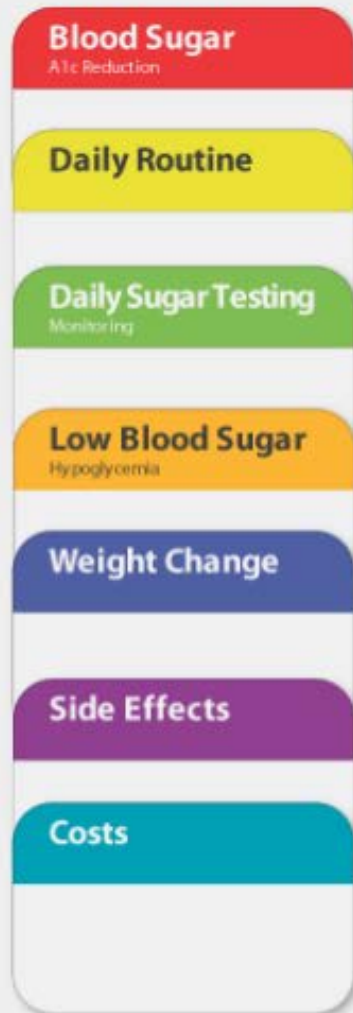 Blood Sugar
A1c Reduction
Daily Routine
Daily Sugar Testing
Monitoring
Low Blood Sugar
Hypoglycemia
Weight Change
Side Effects
Costs